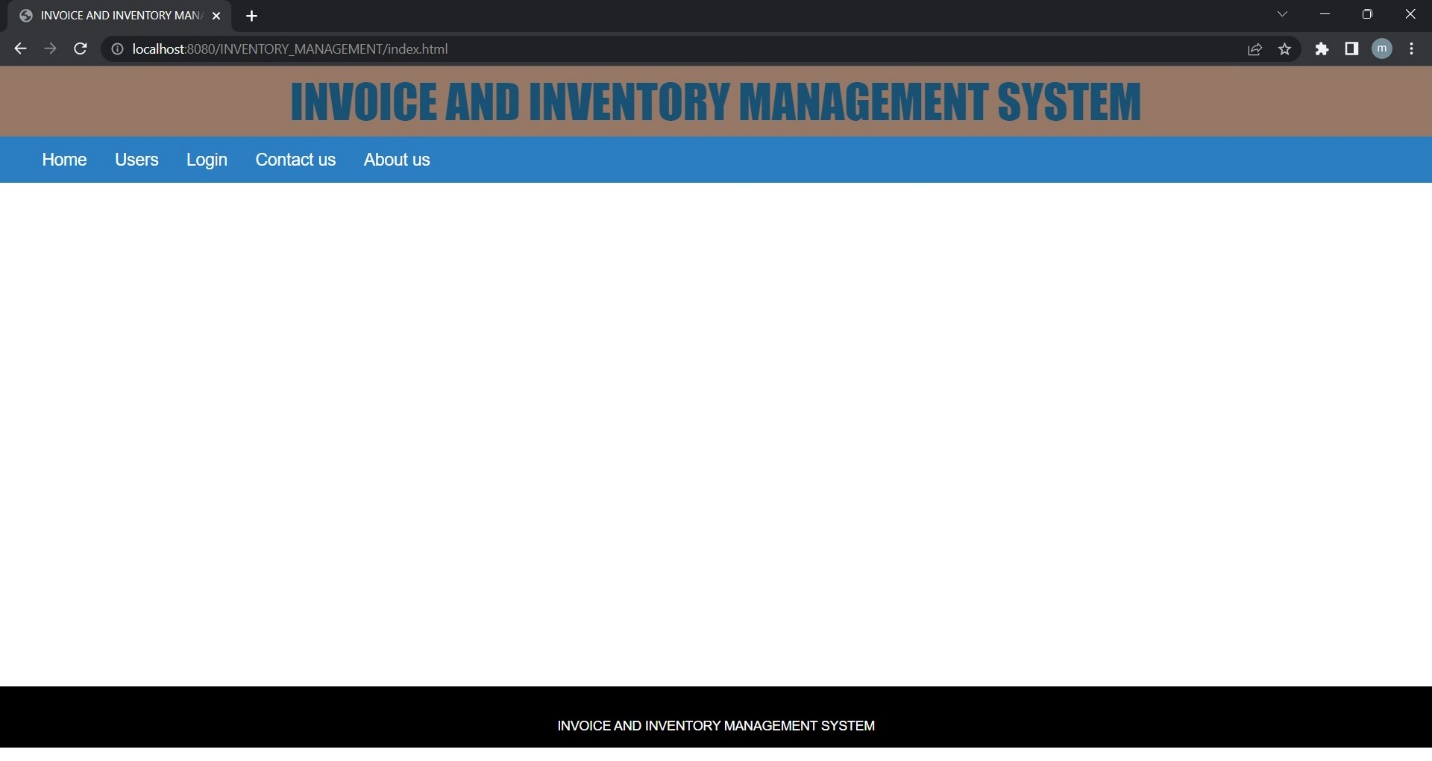 INVOICE AND INVENTORY MAN
localhost:8080/INVENTORY_MANAGEMENT/index.html
m
INVOICE AND INVENTORY MANAGEMENT SYSTEM
Home Users Login Contact us About us
INVOICE AND INVENTORY MANAGEMENT SYSTEM